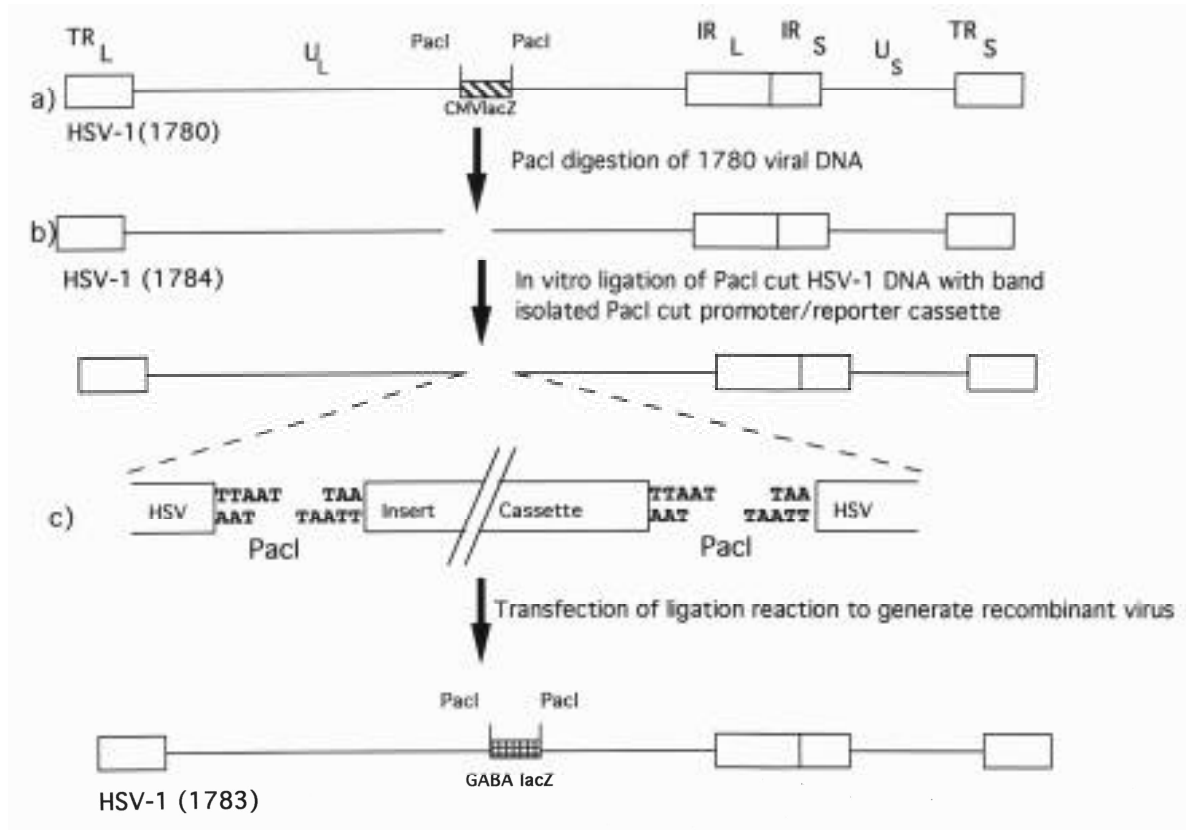 TR L
U L
PacI PacI
IR L IR S
U S
TR S
a)
CMVlacZ
HSV-1(1780)
PacI digestion of 1780 viral DNA
b)
HSV-1 (1784)
In vitro ligation of PacI cut HSV-1 DNA with band
isolated PacI cut promoter/reporter cassette
c)
HSV TTAAT TAA Insert Cassette TTAAT TAA HSV
AAT TAATT AAT TAATT
PacI PacI
Transfection of ligation reaction to generate recombinant virus
PacI PacI
GABA lacZ
HSV-1 (1783)